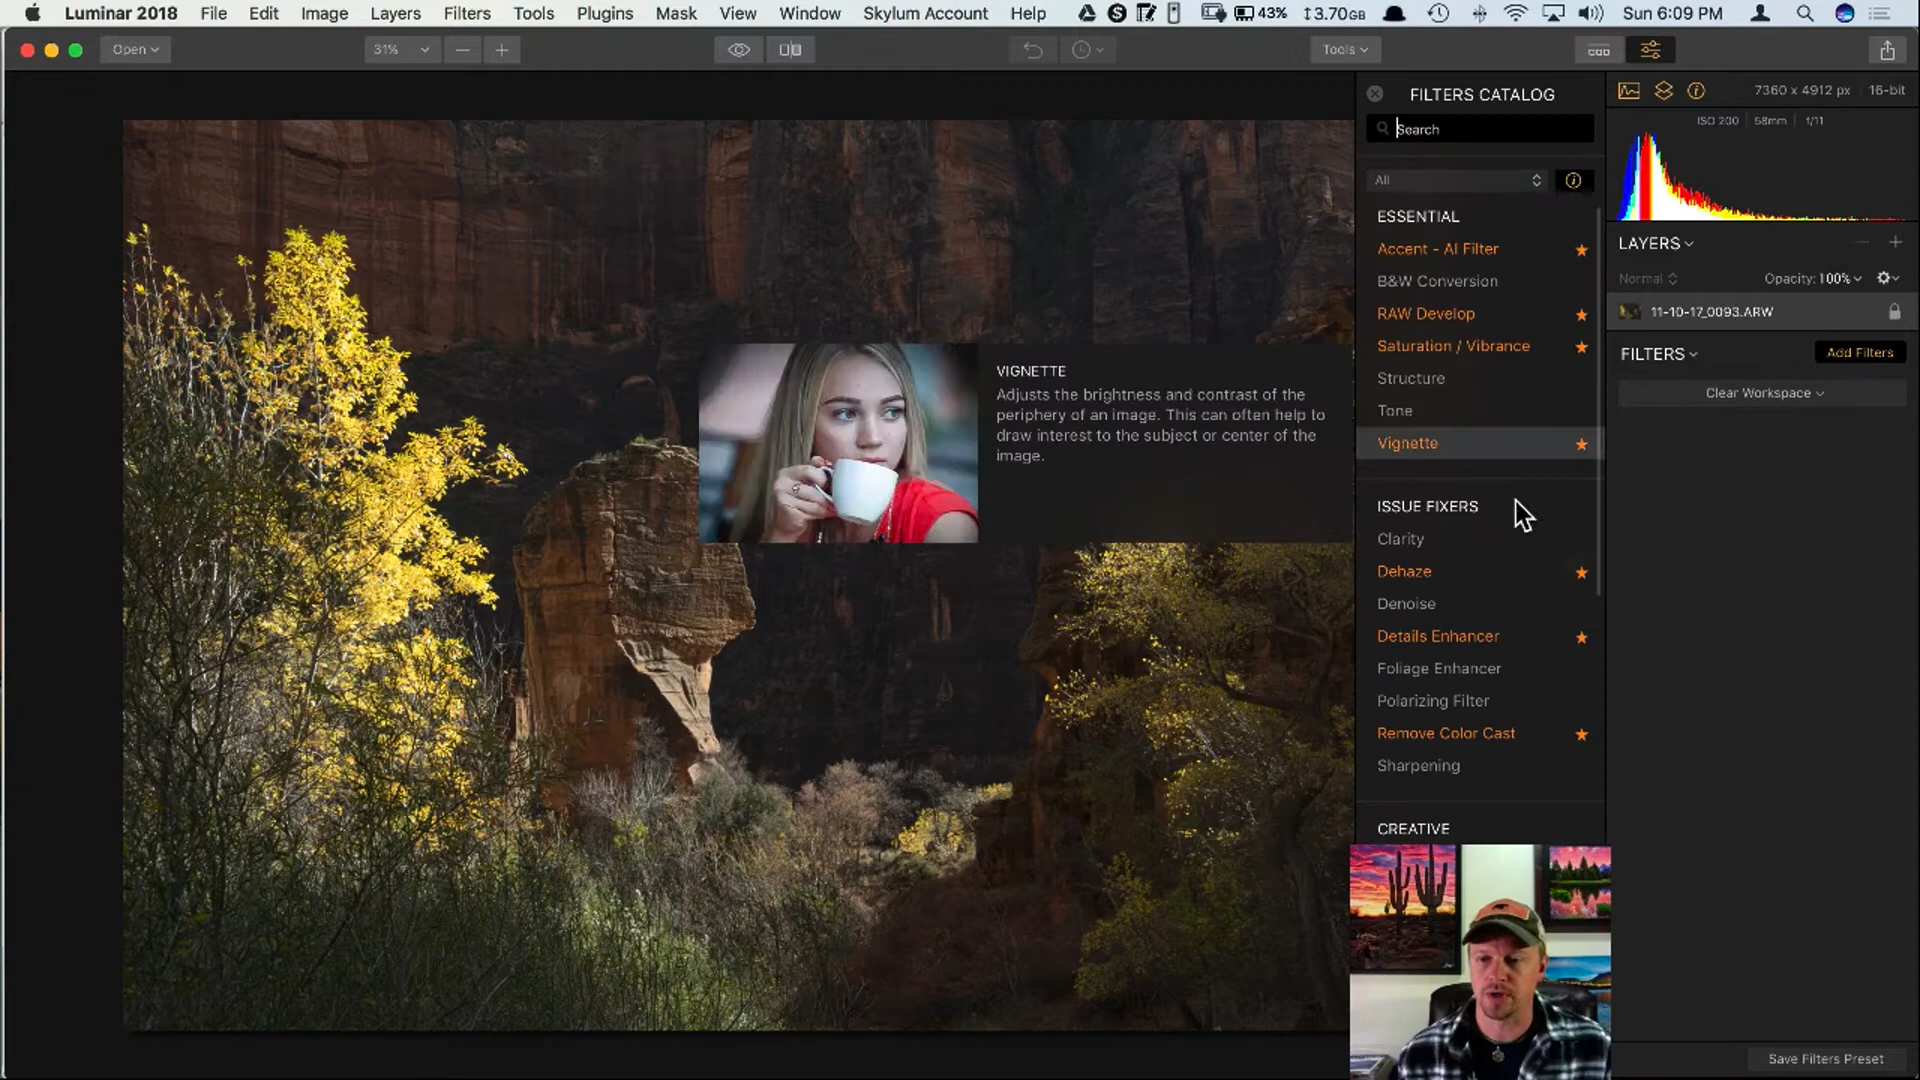 Luminar 2018 File Edit Image Layers Filters Tools Plugins Mask View Window Skylum Account Help 43% 3.70GB Sun 6:09 PM
Open 31% Tools
FILTERS CATALOG
Search
All
ESSENTIAL
Accent - AI Filter
B&W Conversion
RAW Develop
Saturation / Vibrance
Structure
Tone
Vignette
ISSUE FIXERS
Clarity
Dehaze
Denoise
Details Enhancer
Foliage Enhancer
Polarizing Filter
Remove Color Cast
Sharpening
CREATIVE
VIGNETTE
Adjusts the brightness and contrast of the
periphery of an image. This can often help to
draw interest to the subject or center of the
image.
7360 x 4912 px 16-bit
ISO 200 58mm f/11
LAYERS
Normal Opacity: 100%
11-10-17_0093.ARW
FILTERS Add Filters
Clear Workspace
Save Filters Preset